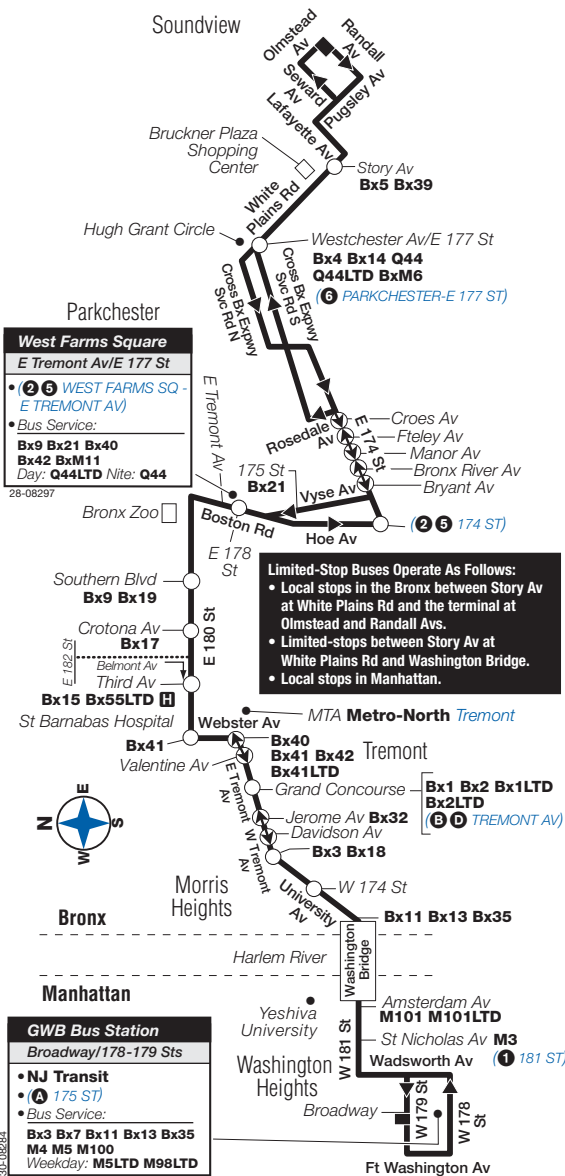 Soundview
Olmstead
Av
Randall
Av
Seward
Av
Pugsley Av
Lafayette Av
Bruckner Plaza
Shopping
Center
Story Av
Bx5 Bx39
White
Plains Rd
Hugh Grant Circle
Westchester Av/E 177 St
Bx4 Bx14 Q44
Q44LTD BxM6
(6 PARKCHESTER-E 177 ST)
Cross Bx Expwy
Svc Rd N
Cross Bx Expwy
Svc Rd S
Parkchester
West Farms Square
E Tremont Av/E 177 St
• (2 5 WEST FARMS SQ -
E TREMONT AV)
• Bus Service:
Bx9 Bx21 Bx40
Bx42 BxM11
Day: Q44LTD Nite: Q44
28-08297
E Tremont Av
Rosedale
Av
E 174 St
Croes Av
Fteley Av
Manor Av
Bronx River Av
Bryant Av
175 St
Bx21
Vyse Av
Bronx Zoo
Boston Rd
Hoe Av
(2 5 174 ST)
E 178
St
Limited-Stop Buses Operate As Follows:
• Local stops in the Bronx between Story Av
at White Plains Rd and the terminal at
Olmstead and Randall Avs.
• Limited-stops between Story Av at
White Plains Rd and Washington Bridge.
• Local stops in Manhattan.
Southern Blvd
Bx9 Bx19
Crotona Av
Bx17
E 180 St
E 182 St
Belmont Av
Third Av
Bx15 Bx55LTD H
St Barnabas Hospital
Webster Av
MTA Metro-North Tremont
Bx41
Bx40
Bx41 Bx42
Bx41LTD
Tremont
Valentine Av
E Tremont
Av
Grand Concourse
Bx1 Bx2 Bx1LTD
Bx2LTD
(B D TREMONT AV)
N
E
S
W
Jerome Av Bx32
Davidson Av
W Tremont
Av
Bx3 Bx18
Morris
Heights
University
Av
W 174 St
Bx11 Bx13 Bx35
Bronx
Harlem River
Washington
Bridge
Manhattan
Yeshiva
University
Amsterdam Av
M101 M101LTD
W 181 St
St Nicholas Av M3
(1 181 ST)
Washington
Heights
Wadsworth Av
GWB Bus Station
Broadway/178-179 Sts
• NJ Transit
• (A 175 ST)
• Bus Service:
Bx3 Bx7 Bx11 Bx13 Bx35
M4 M5 M100
Weekday: M5LTD M98LTD
30-08284
Broadway
W 179 St
W 178
St
Ft Washington Av